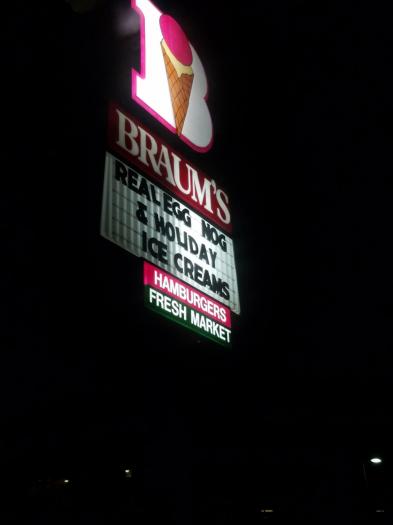 B
BRAUM'S
REAL EGG NOG
& HOLIDAY
ICE CREAMS
HAMBURGERS
FRESH MARKET